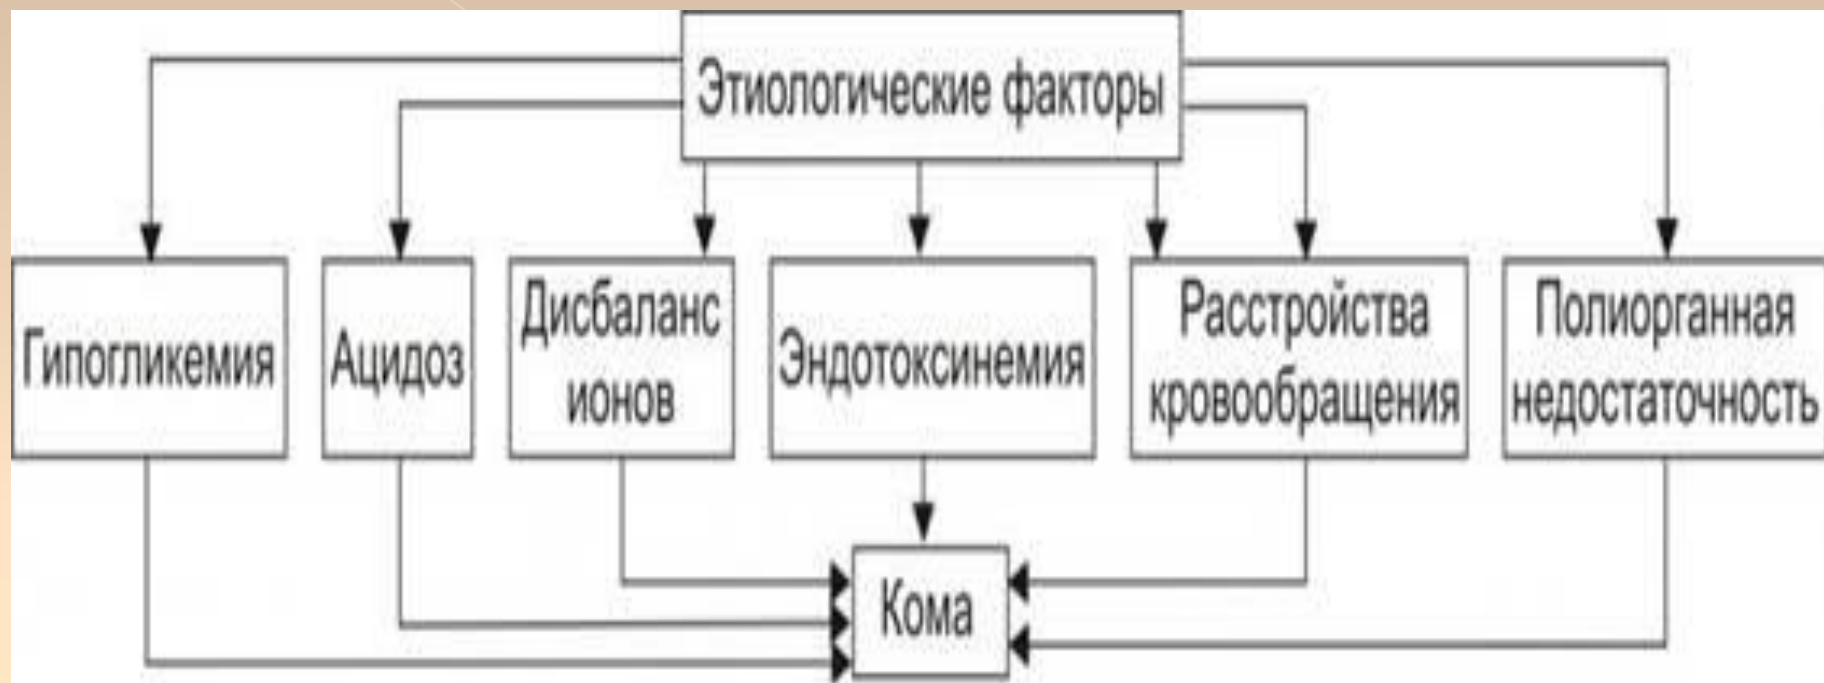 Этиологические факторы
Гипогликемия
Ацидоз
Дисбаланс
ионов
Эндотоксинемия
Расстройства
кровообращения
Полиорганная
недостаточность
Кома